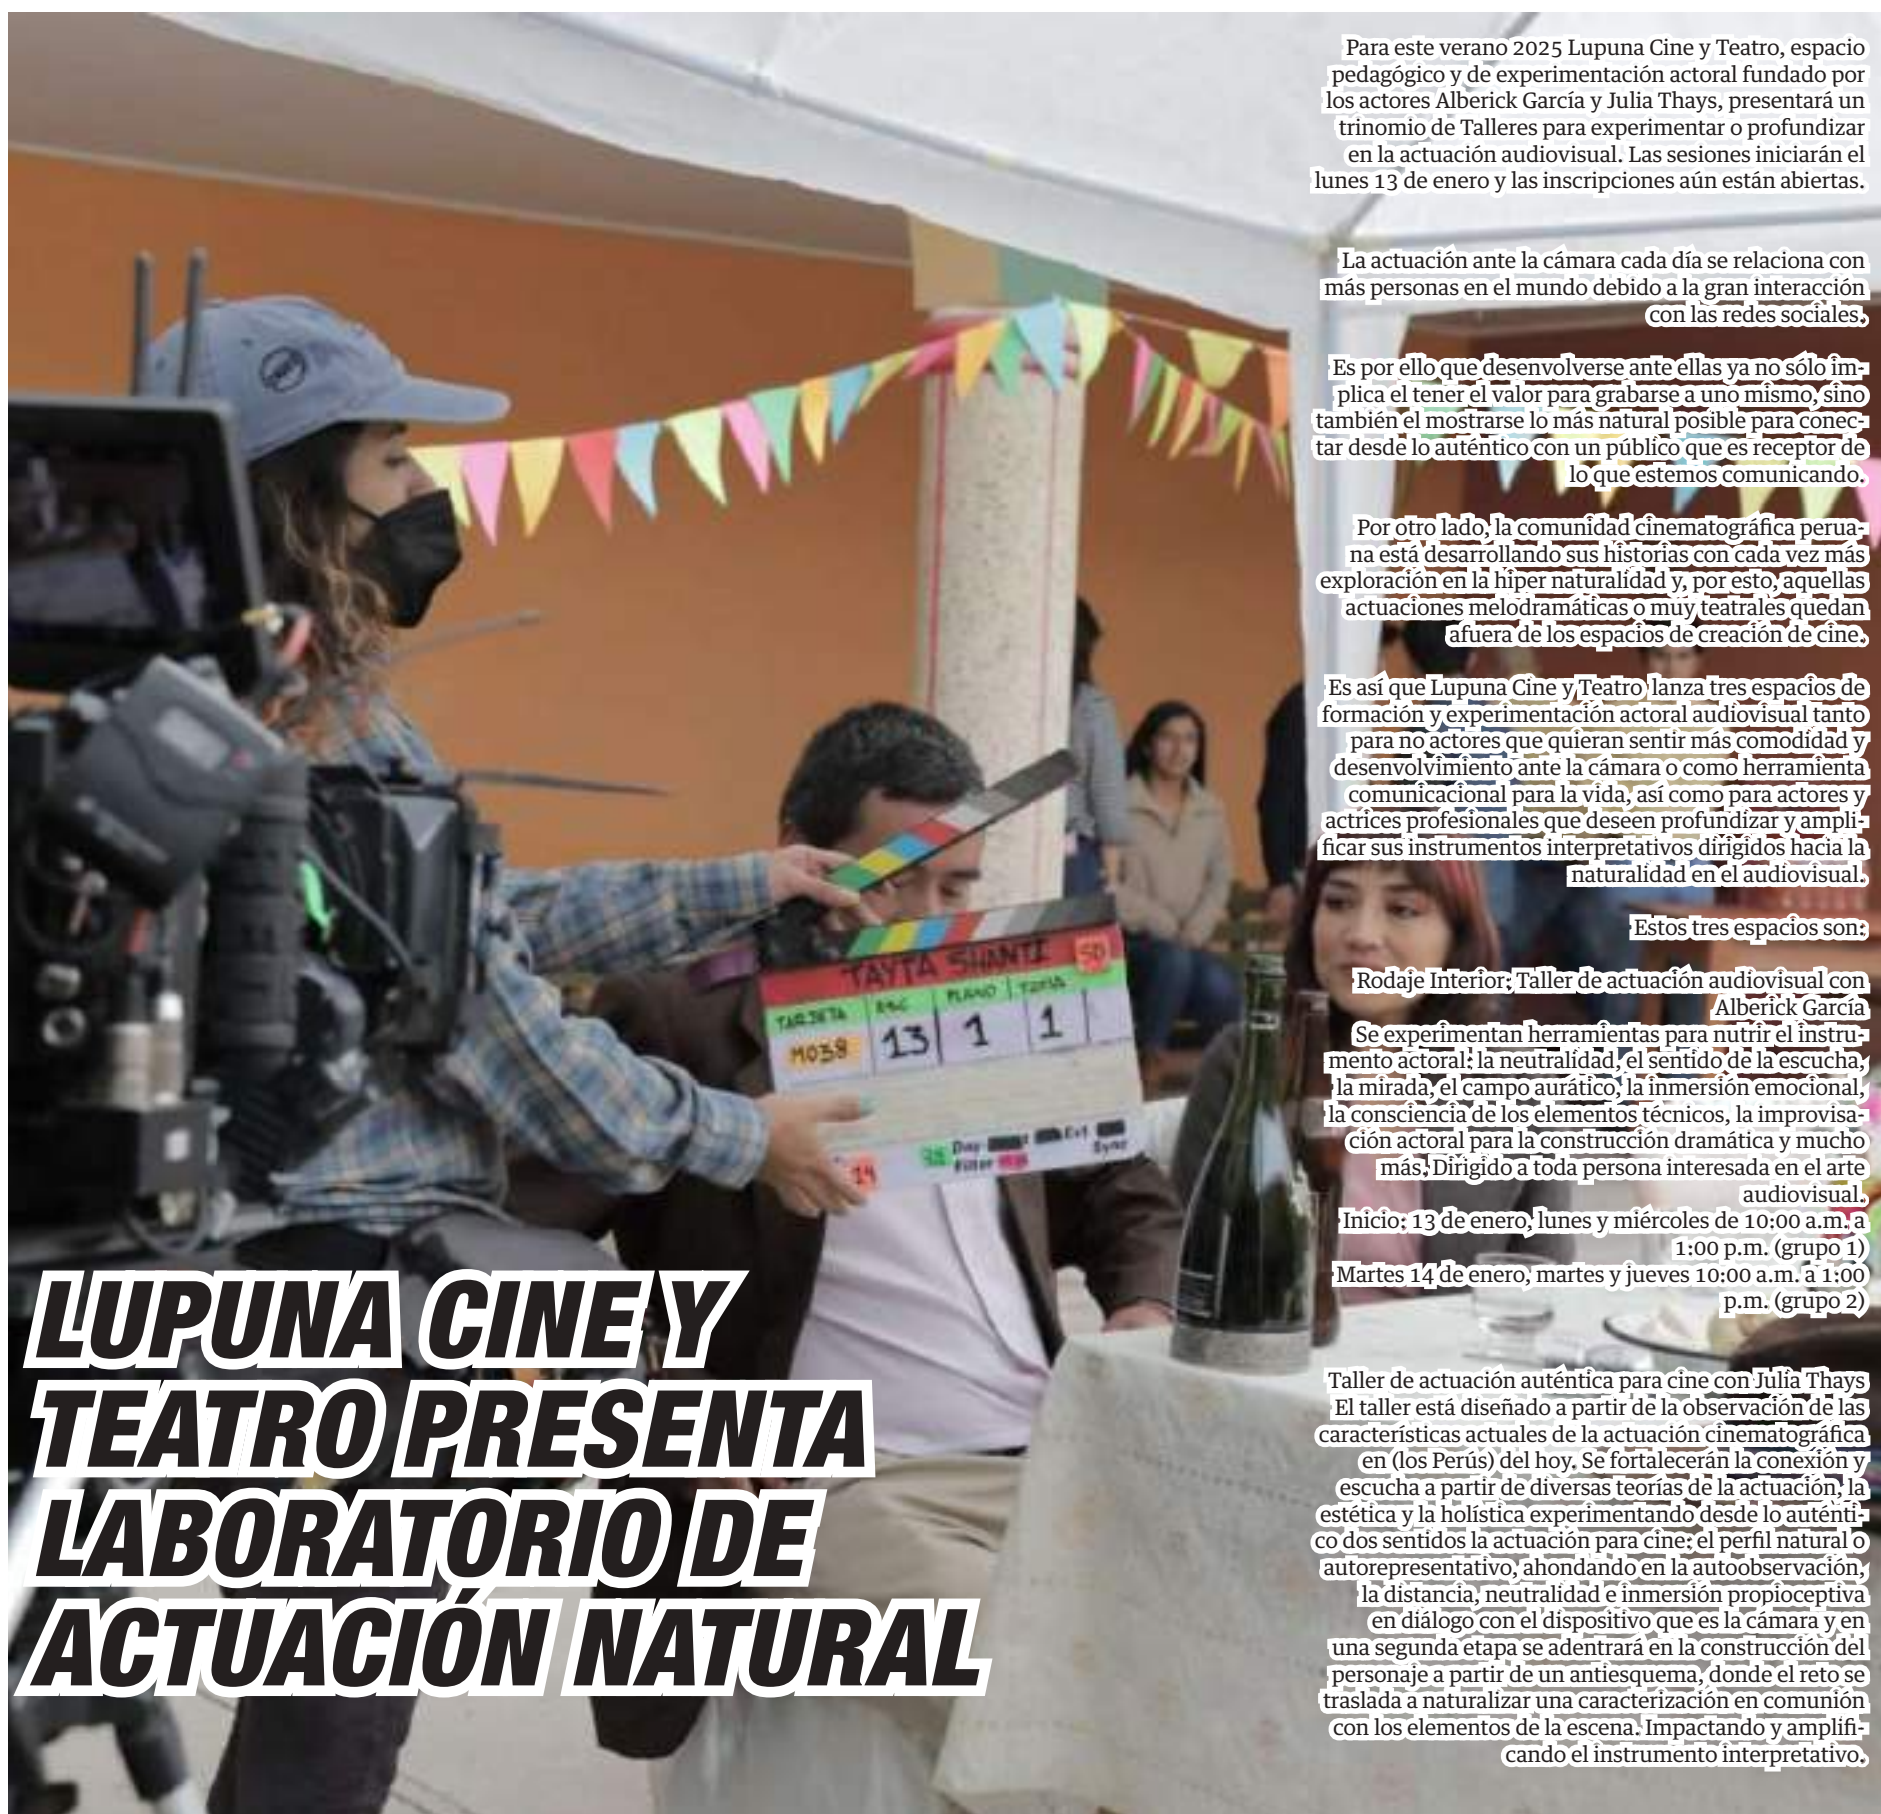 Para este verano 2025 Lupuna Cine y Teatro, espacio
pedagógico y de experimentación actoral fundado por
los actores Alberick García y Julia Thays, presentará un
trinomio de Talleres para experimentar o profundizar
en la actuación audiovisual. Las sesiones iniciarán el
lunes 13 de enero y las inscripciones aún están abiertas.
La actuación ante la cámara cada día se relaciona con
más personas en el mundo debido a la gran interacción
con las redes sociales.
Es por ello que desenvolverse ante ellas ya no sólo im-
plica el tener el valor para grabarse a uno mismo, sino
también el mostrarse lo más natural posible para conec-
tar desde lo auténtico con un público que es receptor de
lo que estemos comunicando.
Por otro lado, la comunidad cinematográfica perua-
na está desarrollando sus historias con cada vez más
exploración en la hiper naturalidad y, por esto, aquellas
actuaciones melodramáticas o muy teatrales quedan
afuera de los espacios de creación de cine.
Es así que Lupuna Cine y Teatro lanza tres espacios de
formación y experimentación actoral audiovisual tanto
para no actores que quieran sentir más comodidad y
desenvolvimiento ante la cámara o como herramienta
comunicacional para la vida, así como para actores y
actrices profesionales que deseen profundizar y ampli-
ficar sus instrumentos interpretativos dirigidos hacia la
naturalidad en el audiovisual.
Estos tres espacios son:
Rodaje Interior: Taller de actuación audiovisual con
Alberick García
Se experimentan herramientas para nutrir el instru-
mento actoral: la neutralidad, el sentido de la escucha,
la mirada, el campo aurático, la inmersión emocional,
la consciencia de los elementos técnicos, la improvisa-
ción actoral para la construcción dramática y mucho
más, Dirigido a toda persona interesada en el arte
audiovisual.
Inicio: 13 de enero, lunes y miércoles de 10:00 a.m. a
1:00 p.m. (grupo 1)
Martes 14 de enero, martes y jueves 10:00 a.m. a 1:00
p.m. (grupo 2)
Taller de actuación auténtica para cine con Julia Thays
El taller está diseñado a partir de la observación de las
características actuales de la actuación cinematográfica
en (los Perús) del hoy. Se fortalecerán la conexión y
escucha a partir de diversas teorías de la actuación, la
estética y la holística experimentando desde lo auténti-
co dos sentidos la actuación para cine: el perfil natural o
autorepresentativo, ahondando en la autoobservación,
la distancia, neutralidad e inmersión propioceptiva
en diálogo con el dispositivo que es la cámara y en
una segunda etapa se adentrará en la construcción del
personaje a partir de un antiesquema, donde el reto se
traslada a naturalizar una caracterización en comunión
con los elementos de la escena. Impactando y amplifi-
cando el instrumento interpretativo.
TAYTA SHANTI 50
TARJETA ESC PLANO TOMA
M038 13 1 1
24 Day Ext
Filter Sync
LUPUNA CINE Y
TEATRO PRESENTA
LABORATORIO DE
ACTUACIÓN NATURAL